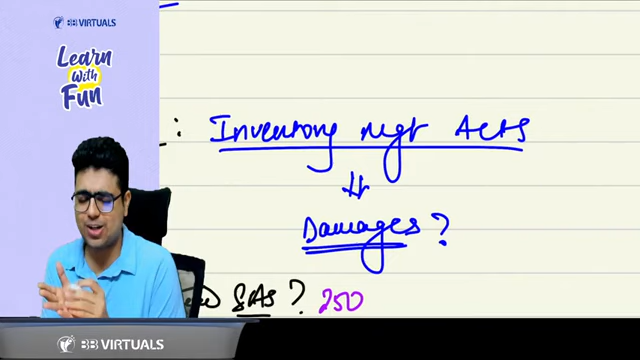 BB VIRTUALS
Learn
With
Fun
: Inventory mgt Acts
Damages ?
SAs ? 250
BB VIRTUALS